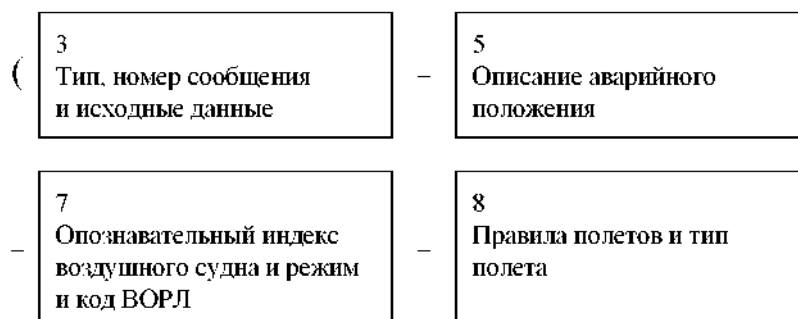 3
5
( Тип, номер сообщения
и исходные данные
– Описание аварийного
положения
7
8
– Опознавательный индекс
воздушного судна и режим
и код ВОРЛ
– Правила полетов и тип
полета